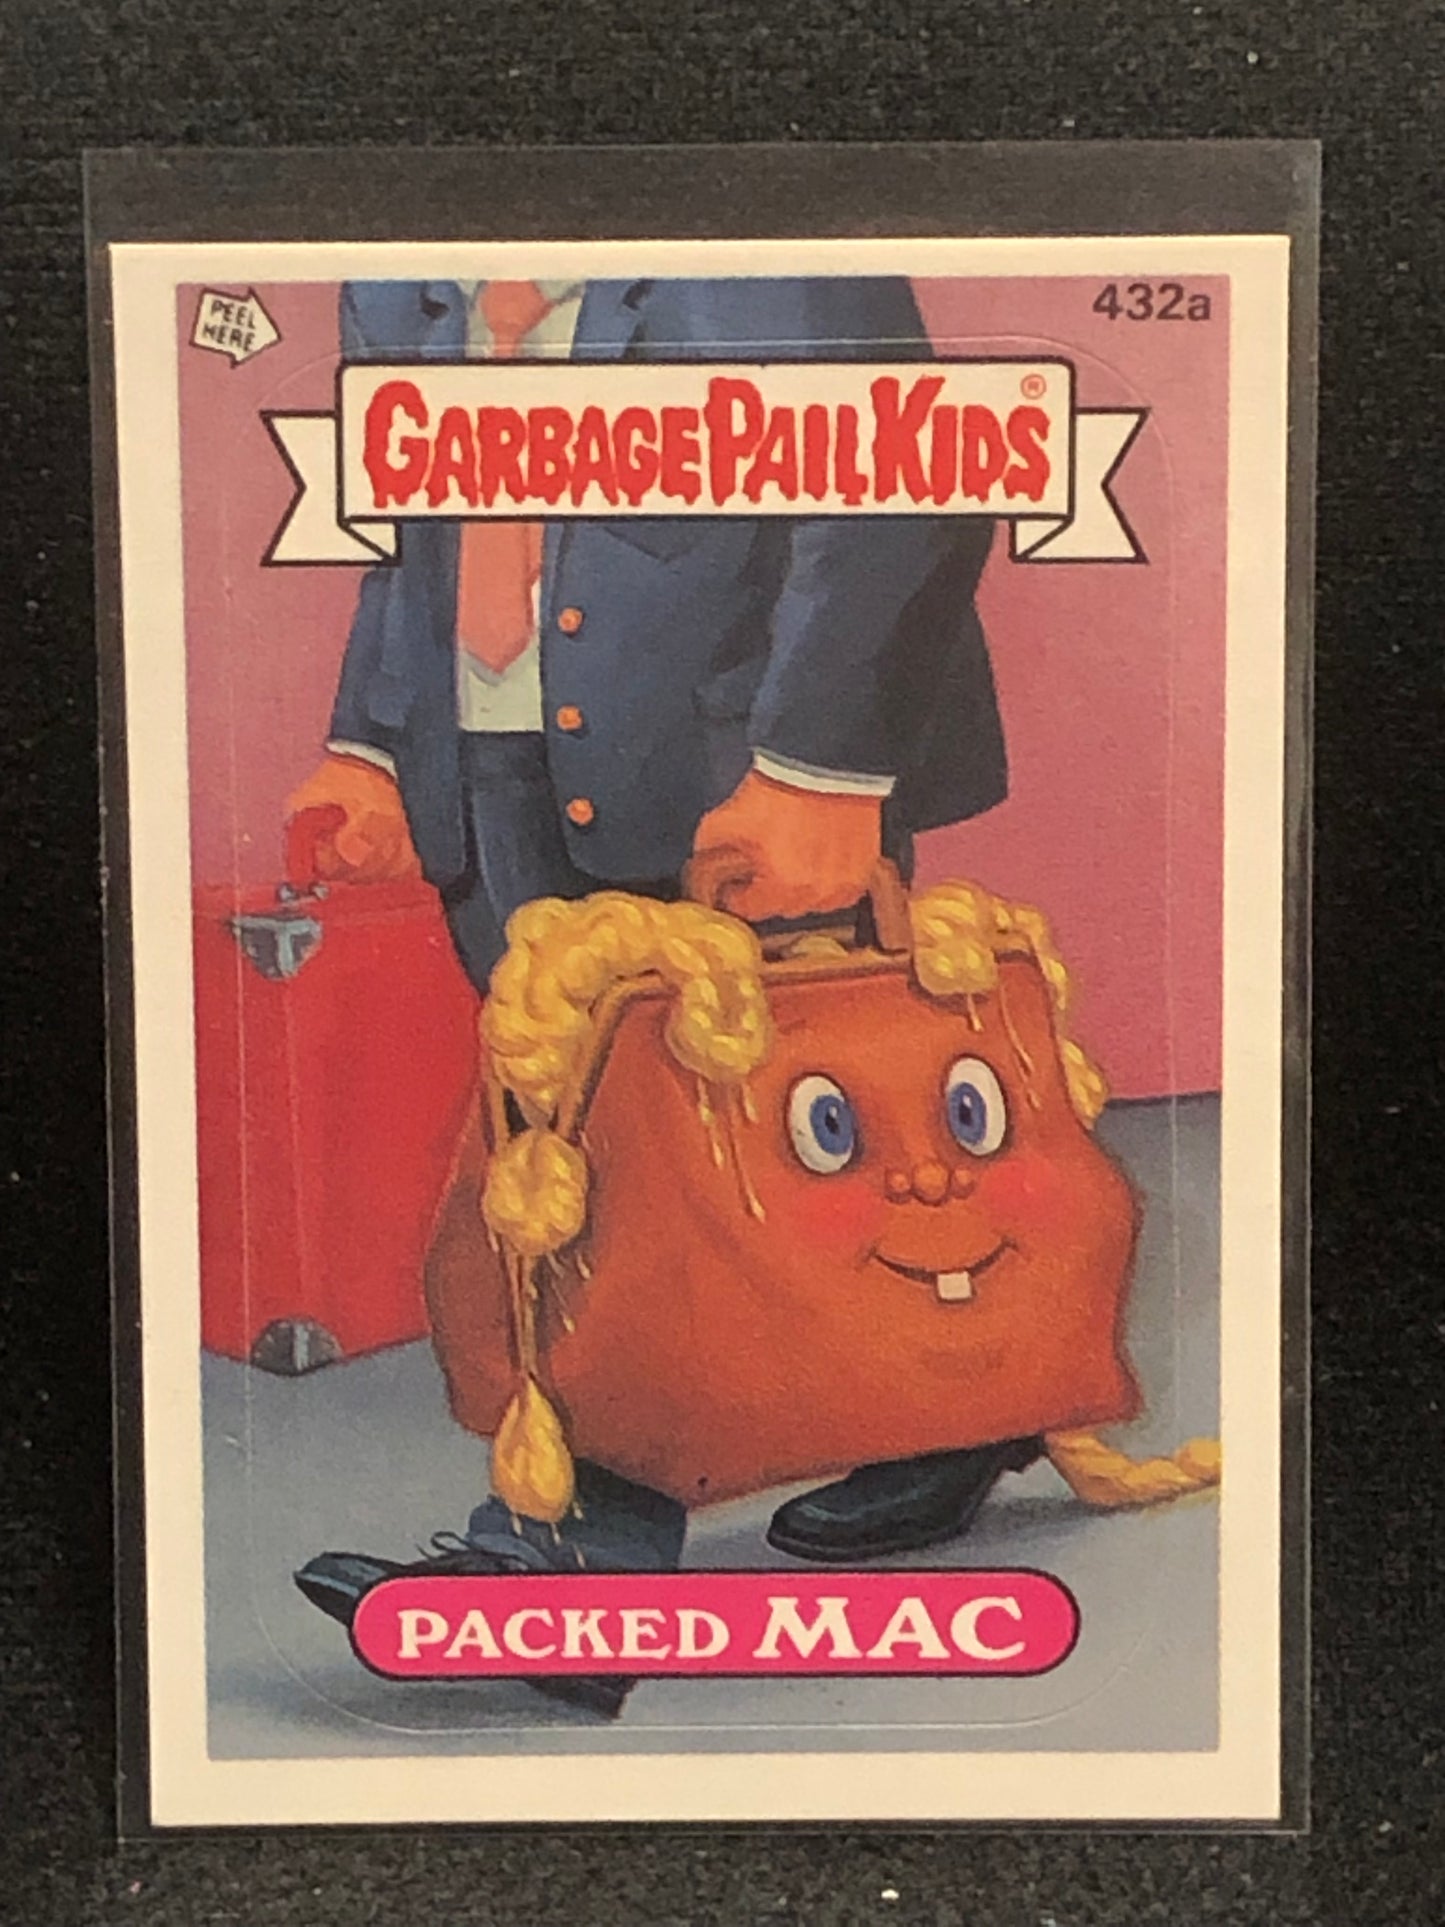 PEEL
HERE
432a
GARBAGE PAIL KIDS®
PACKED MAC